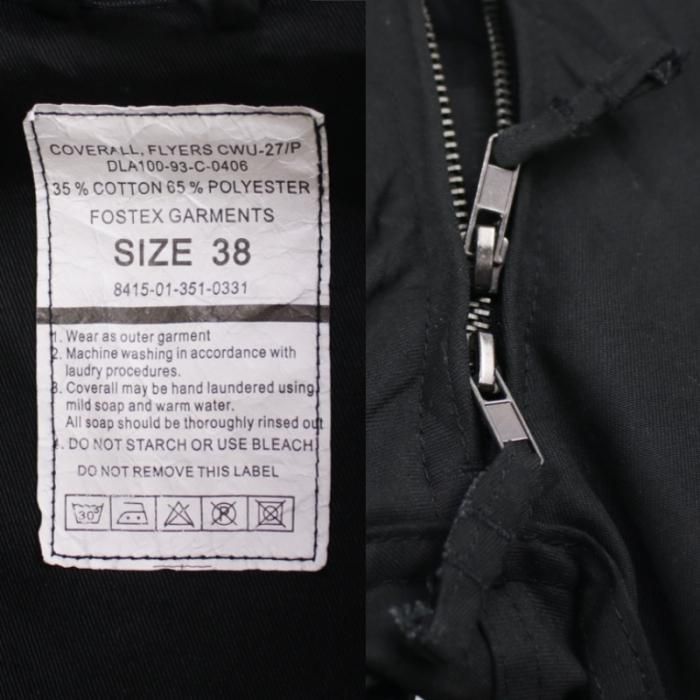 COVERALL, FLYERS CWU-27/P
DLA100-93-C-0406
35 % COTTON 65 % POLYESTER
FOSTEX GARMENTS
SIZE 38
8415-01-351-0331
1. Wear as outer garment
2. Machine washing in accordance with
laudry procedures.
3. Coverall may be hand laundered using
mild soap and warm water.
All soap should be thoroughly rinsed out
4. DO NOT STARCH OR USE BLEACH
DO NOT REMOVE THIS LABEL
30°